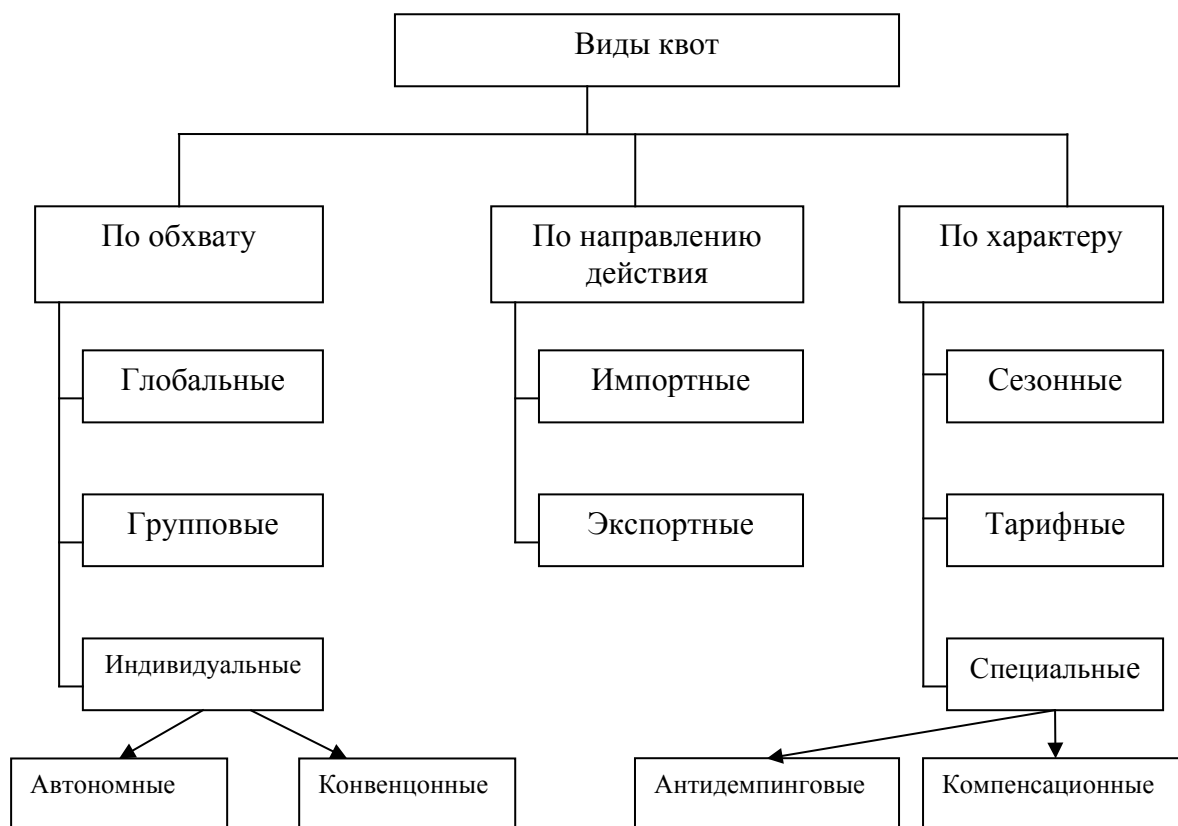 Виды квот
По обхвату
По направлению
действия
По характеру
Глобальные
Импортные
Сезонные
Групповые
Экспортные
Тарифные
Индивидуальные
Специальные
Автономные
Конвенцонные
Антидемпинговые
Компенсационные